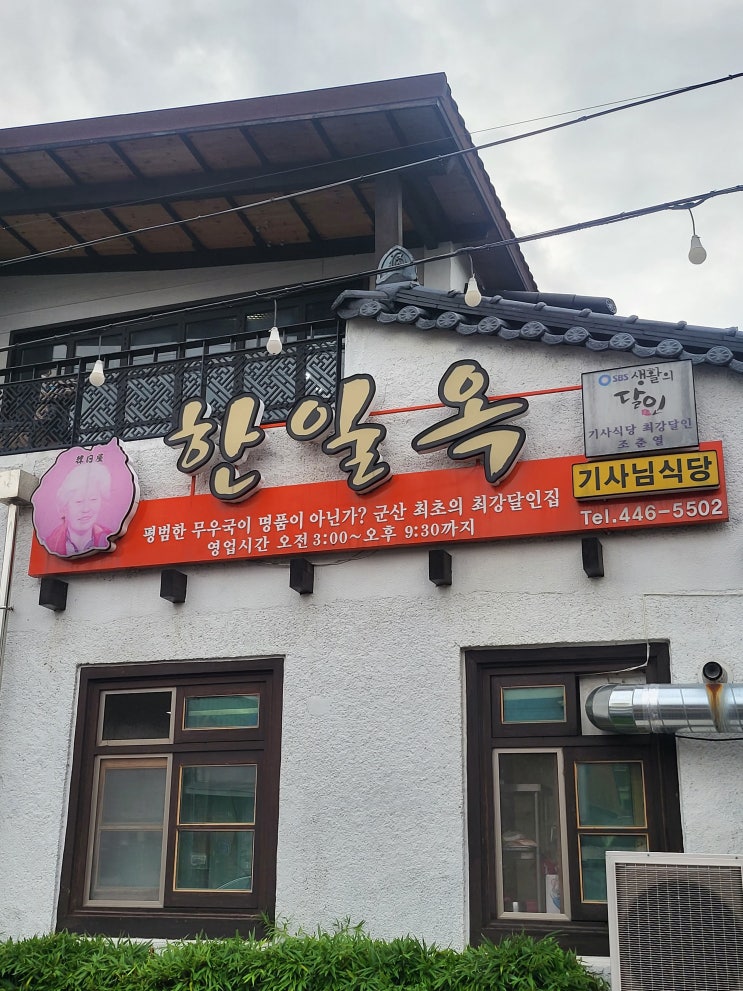 한일옥
SBS 생활의
달인
기사식당 최강달인
조춘영
기사님식당
韓日屋
평범한 무우국이 명품이 아닌가? 군산 최초의 최강달인집
영업시간 오전 3:00~오후 9:30까지
Tel.446-5502